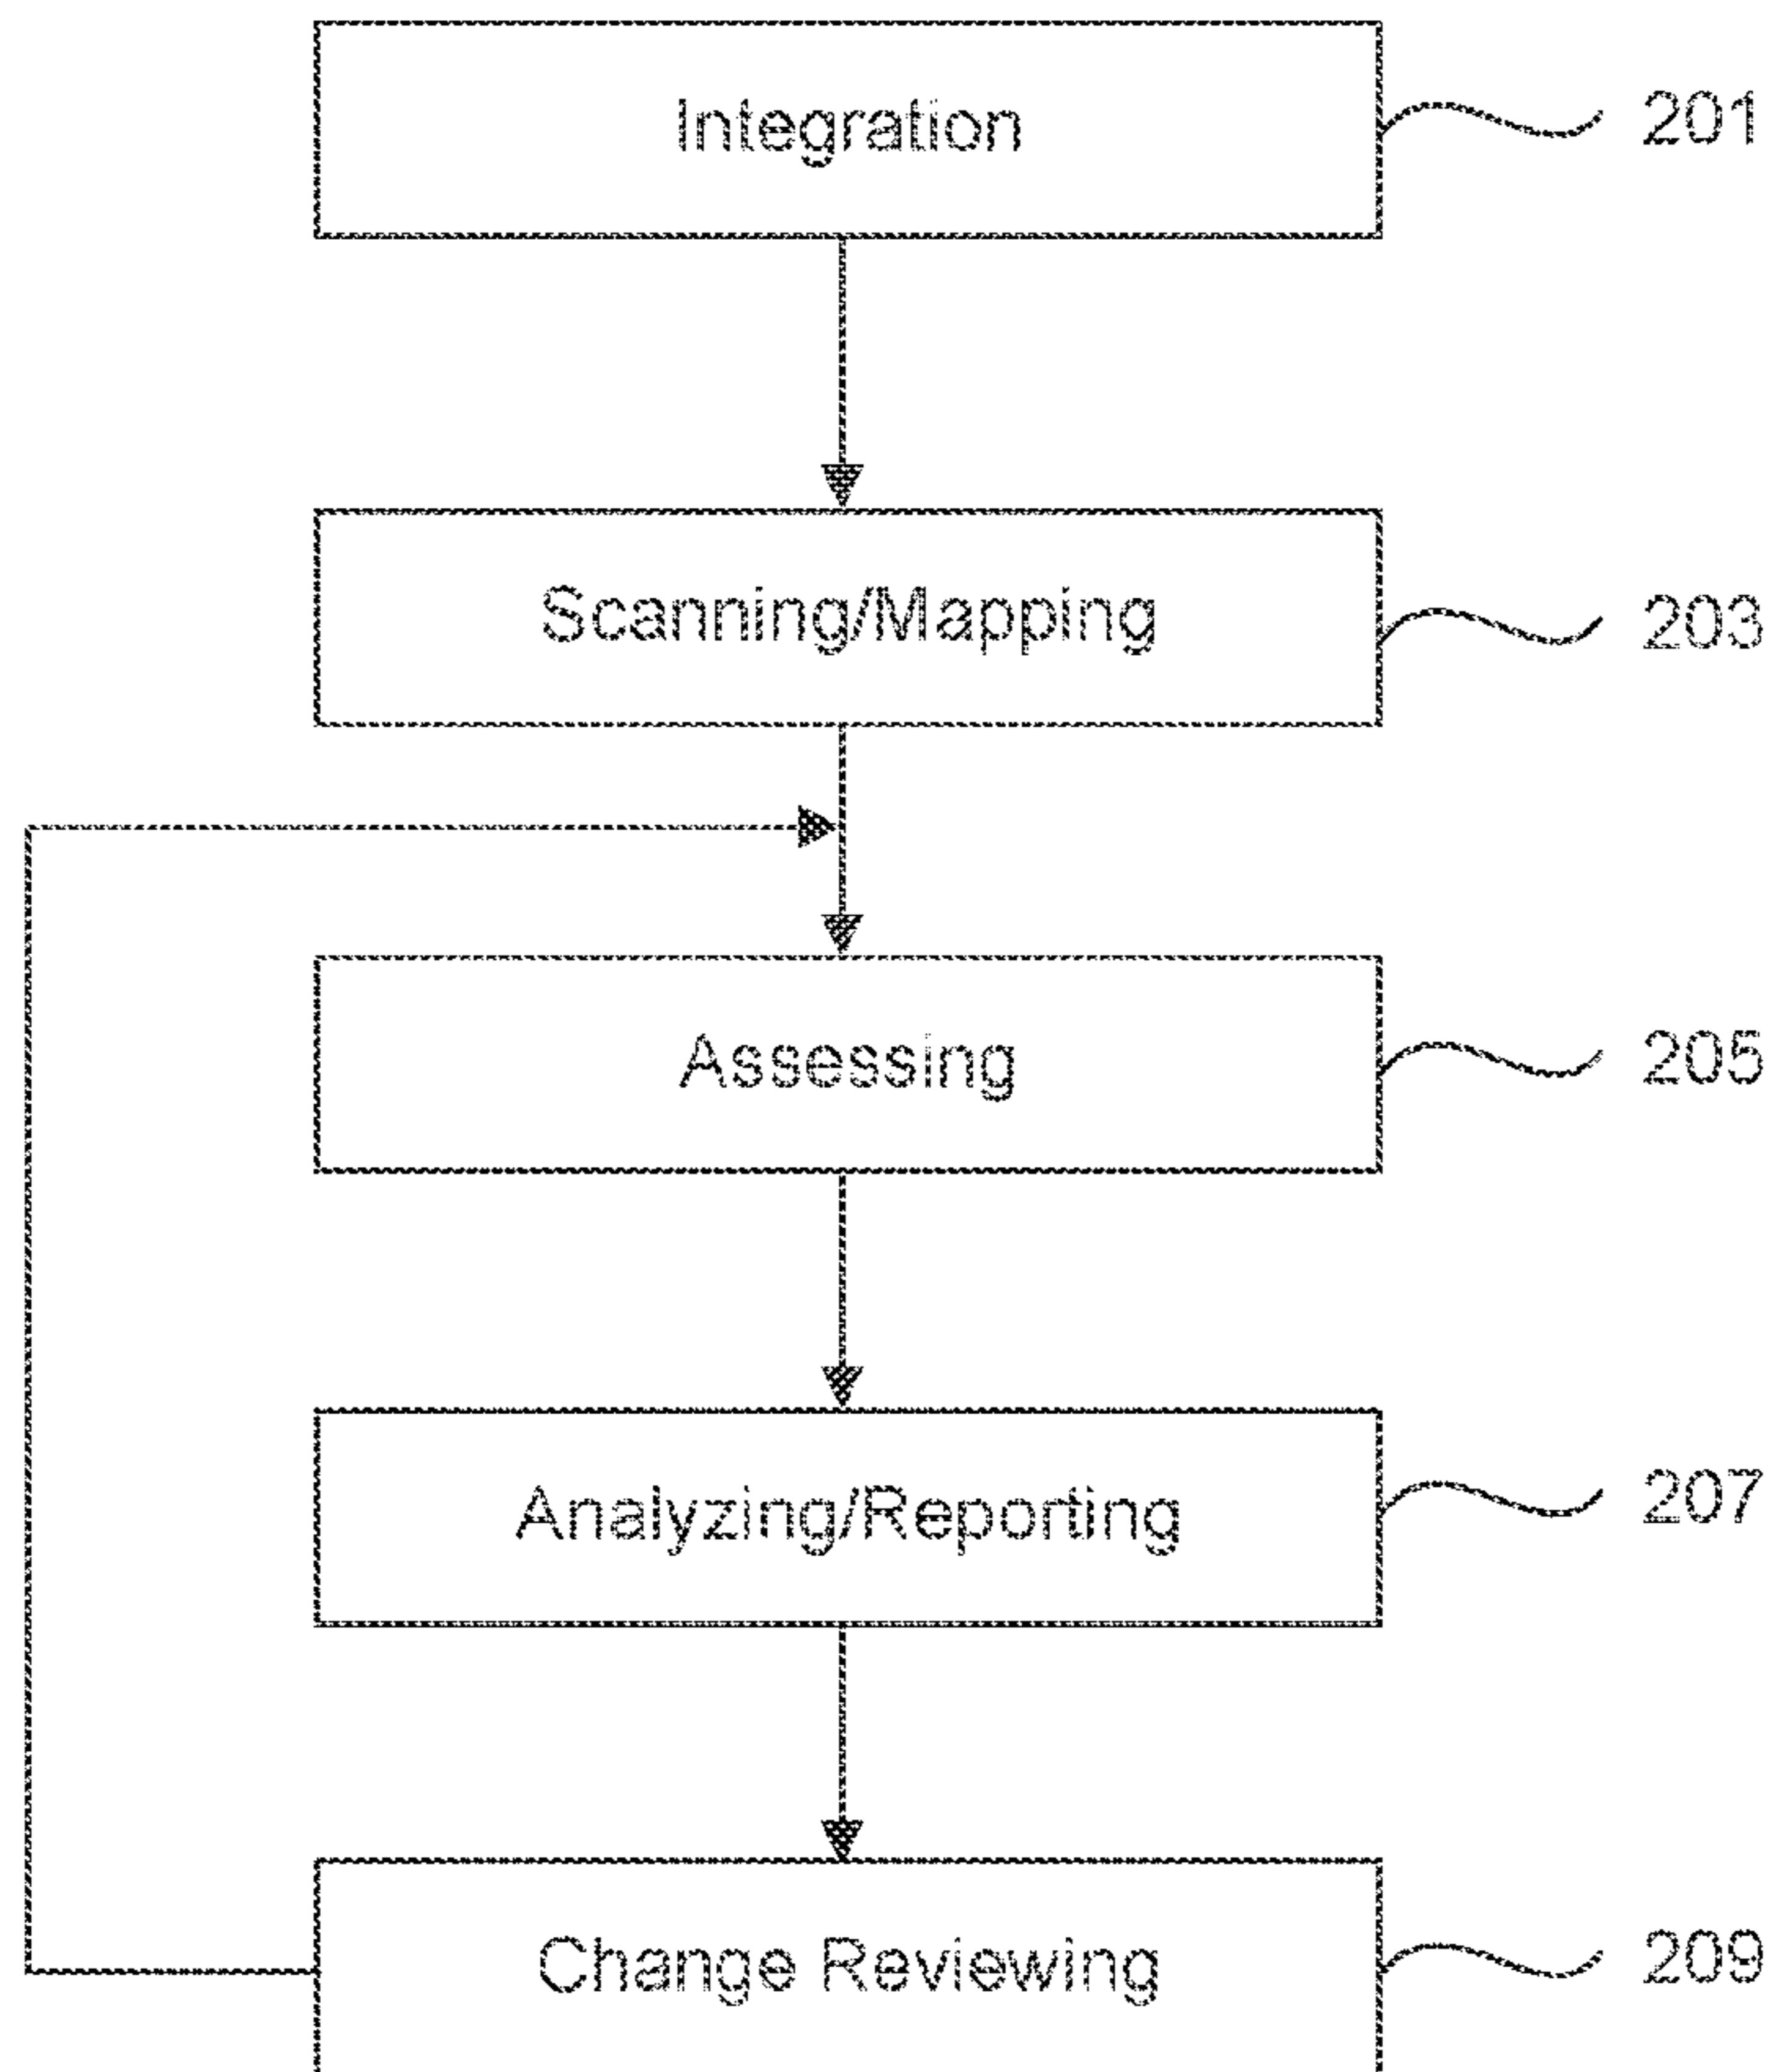 Integration 201
Scanning/Mapping 203
Assessing 205
Analyzing/Reporting 207
Change Reviewing 209